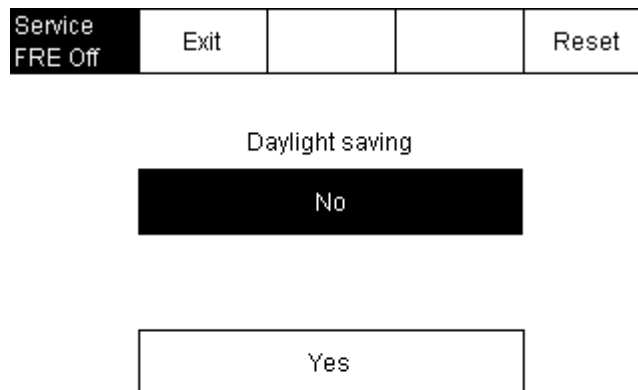 Service
FRE Off
Exit
Reset
Daylight saving
No
Yes